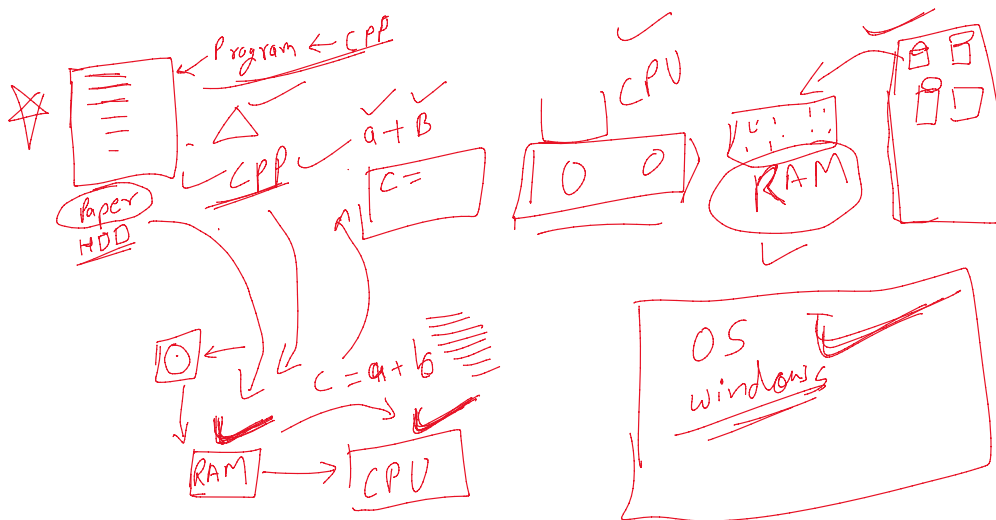 Program ← CPP
CPP
Paper
HDD
a + B
C =
CPU
O O
RAM
OS
windows
C = a + b
RAM
CPU